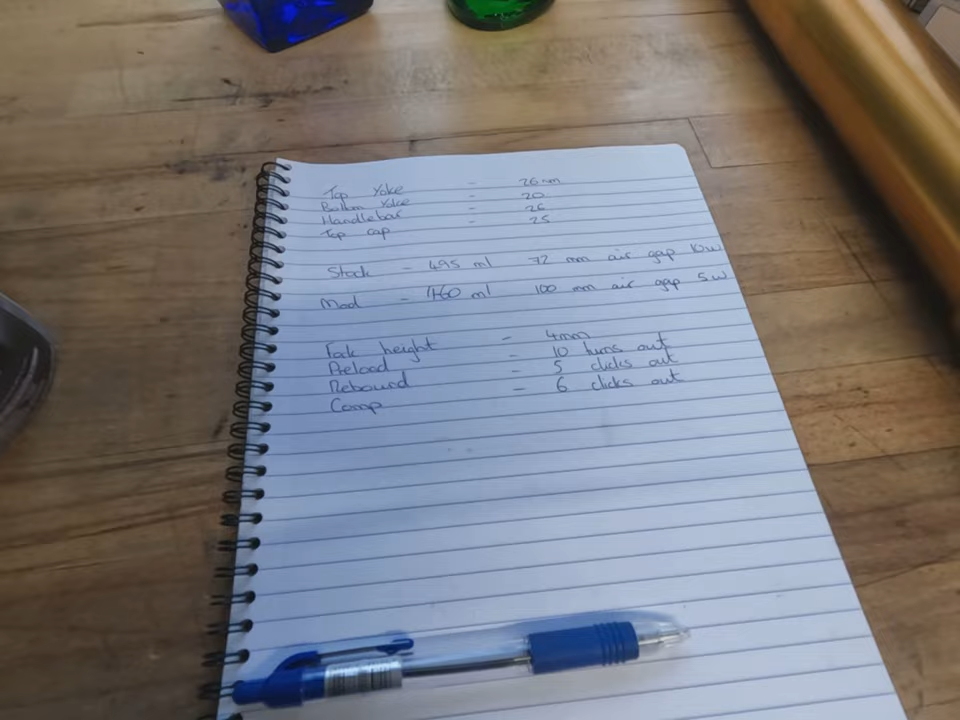 Top Yoke - 26 nm
Bottom Yoke - 20
Handlebar - 26
Top cap - 25
Stock - 495 ml 72 mm air gap 10w
Mod - 460 ml 100 mm air gap 5w
Fork height - 4mm
Preload - 10 turns out
Rebound - 5 clicks out
Comp - 6 clicks out